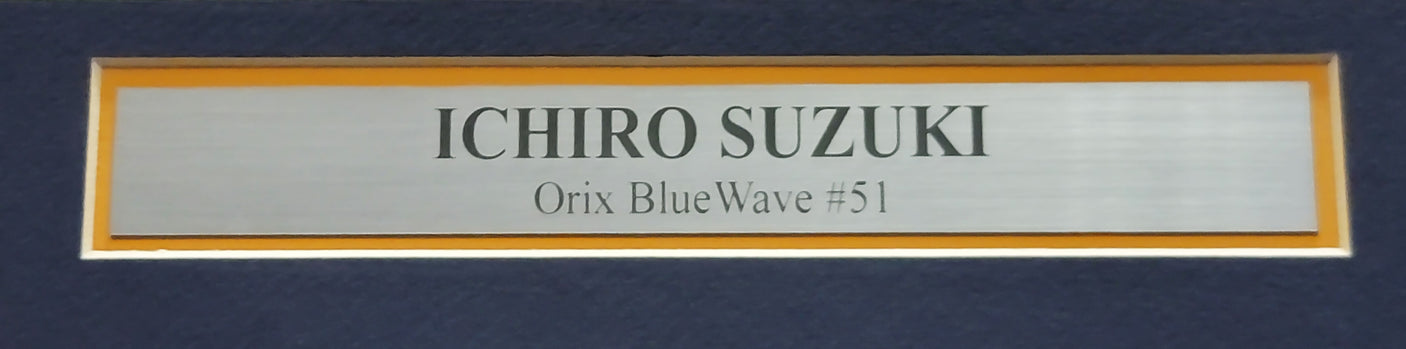 ICHIRO SUZUKI
Orix BlueWave #51